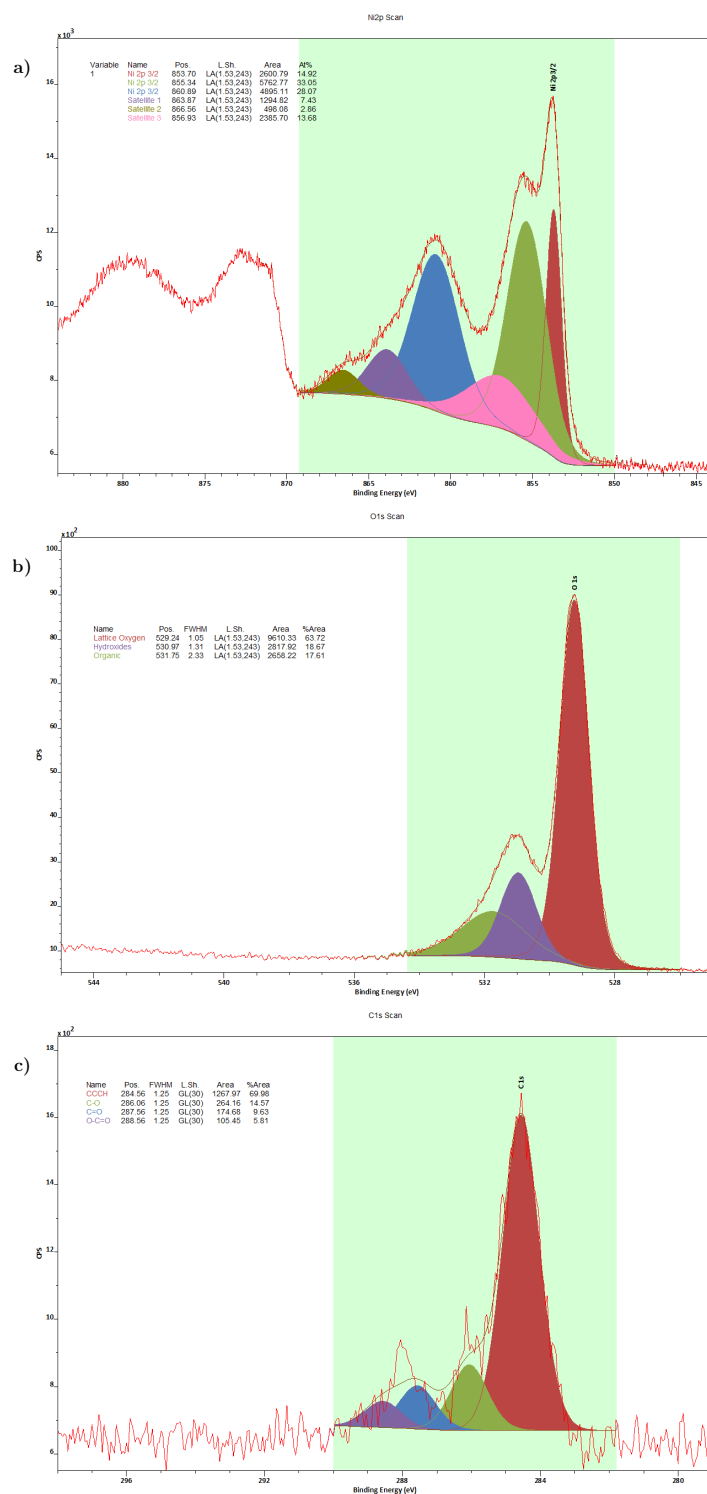 Ni2p Scan
a)
x 10³
Variable Name Pos. L.Sh. Area At%
1 Ni 2p 3/2 853.70 LA(1.53,243) 2600.79 14.92
Ni 2p 3/2 855.34 LA(1.53,243) 5762.77 33.05
Ni 2p 3/2 860.89 LA(1.53,243) 4895.11 28.07
Satellite 1 863.87 LA(1.53,243) 1294.82 7.43
Satellite 2 866.56 LA(1.53,243) 498.08 2.86
Satellite 3 856.93 LA(1.53,243) 2385.70 13.68
Ni 2p3/2
16
14
12
10
8
6
CPS
880 875 870 865 860 855 850 845
Binding Energy (eV)
O1s Scan
b)
x 10²
Name Pos. FWHM L.Sh. Area %Area
Lattice Oxygen 529.24 1.05 LA(1.53,243) 9610.33 63.72
Hydroxides 530.97 1.31 LA(1.53,243) 2817.92 18.67
Organic 531.75 2.33 LA(1.53,243) 2658.22 17.61
O 1s
100
90
80
70
60
50
40
30
20
10
CPS
544 540 536 532 528
Binding Energy (eV)
C1s Scan
c)
x 10²
Name Pos. FWHM L.Sh. Area %Area
CCCH 284.56 1.25 GL(30) 1267.97 69.98
C-O 286.06 1.25 GL(30) 264.16 14.57
C=O 287.56 1.25 GL(30) 174.68 9.63
O-C=O 288.56 1.25 GL(30) 105.45 5.81
C1s
18
16
14
12
10
8
6
CPS
296 292 288 284 280
Binding Energy (eV)